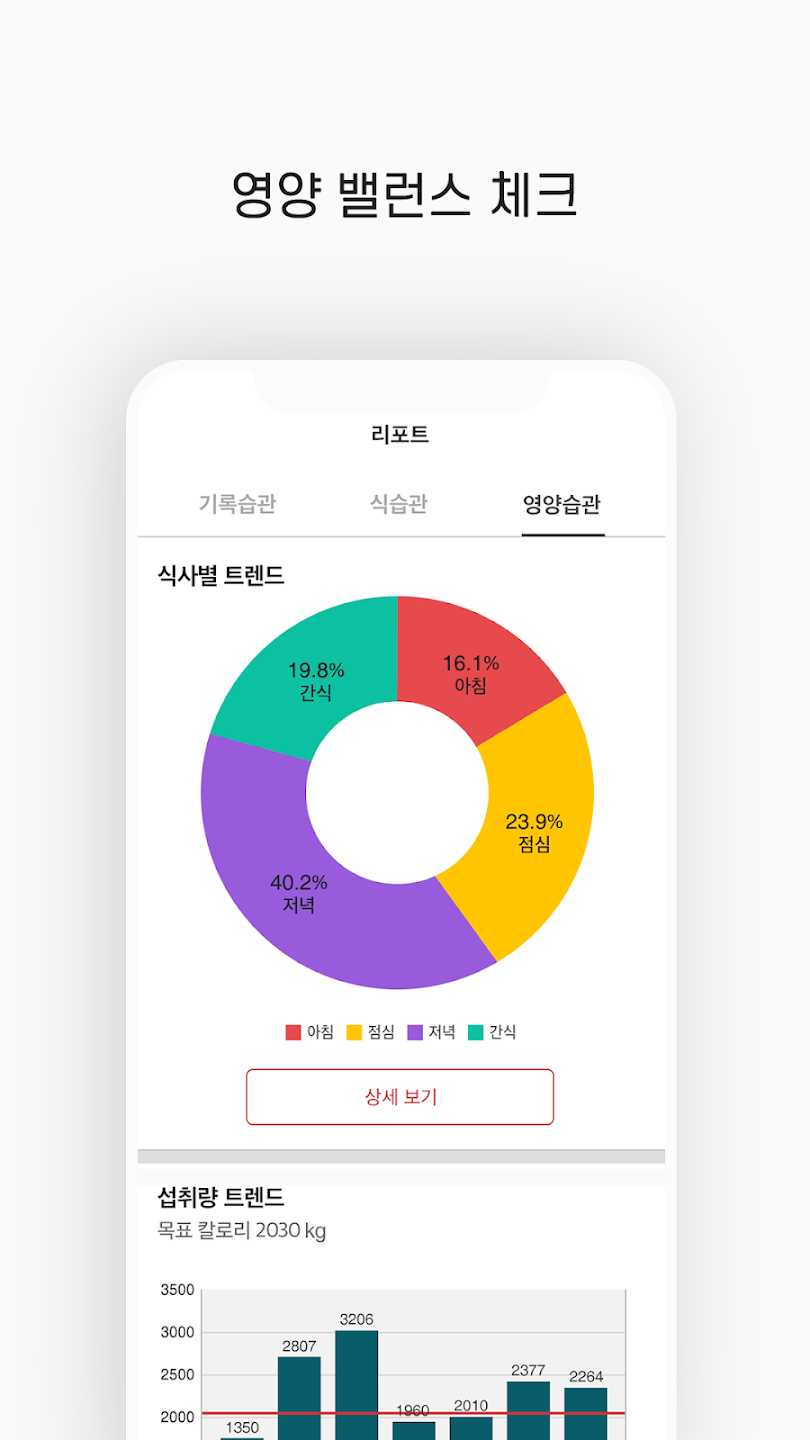 영양 밸런스 체크
리포트
기록습관 식습관 영양습관
식사별 트렌드
19.8%
간식
16.1%
아침
23.9%
점심
40.2%
저녁
아침 점심 저녁 간식
상세 보기
섭취량 트렌드
목표 칼로리 2030 kg
3500
3000
2500
2000
1350
2807
3206
1960
2010
2377
2264